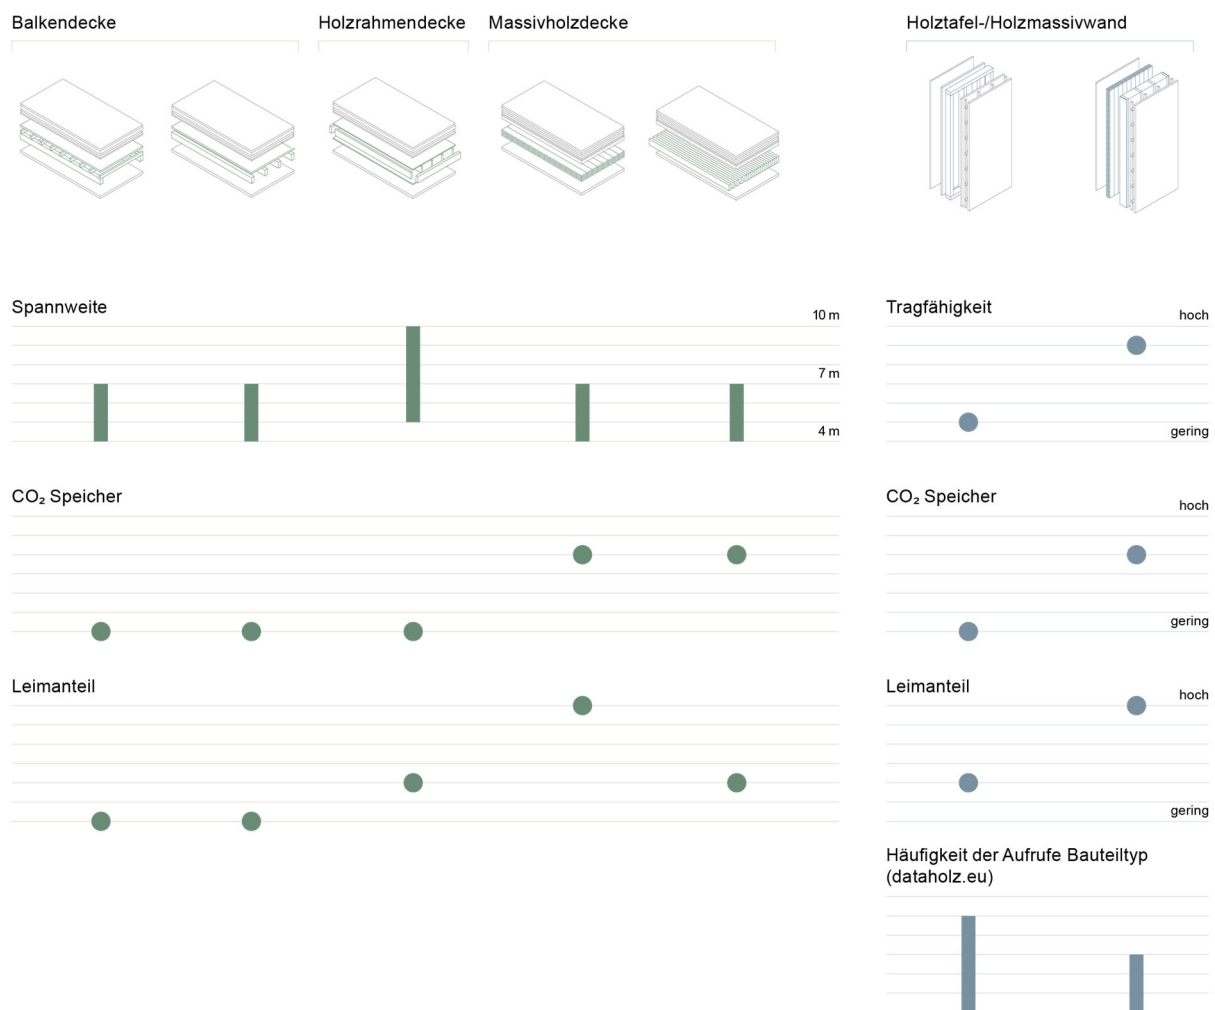 Balkendecke
Holzrahmendecke
Massivholzdecke
Holztafel-/Holzmassivwand
Spannweite
10 m
7 m
4 m
Tragfähigkeit
hoch
gering
CO₂ Speicher
CO₂ Speicher
hoch
gering
Leimanteil
Leimanteil
hoch
gering
Häufigkeit der Aufrufe Bauteiltyp
(dataholz.eu)